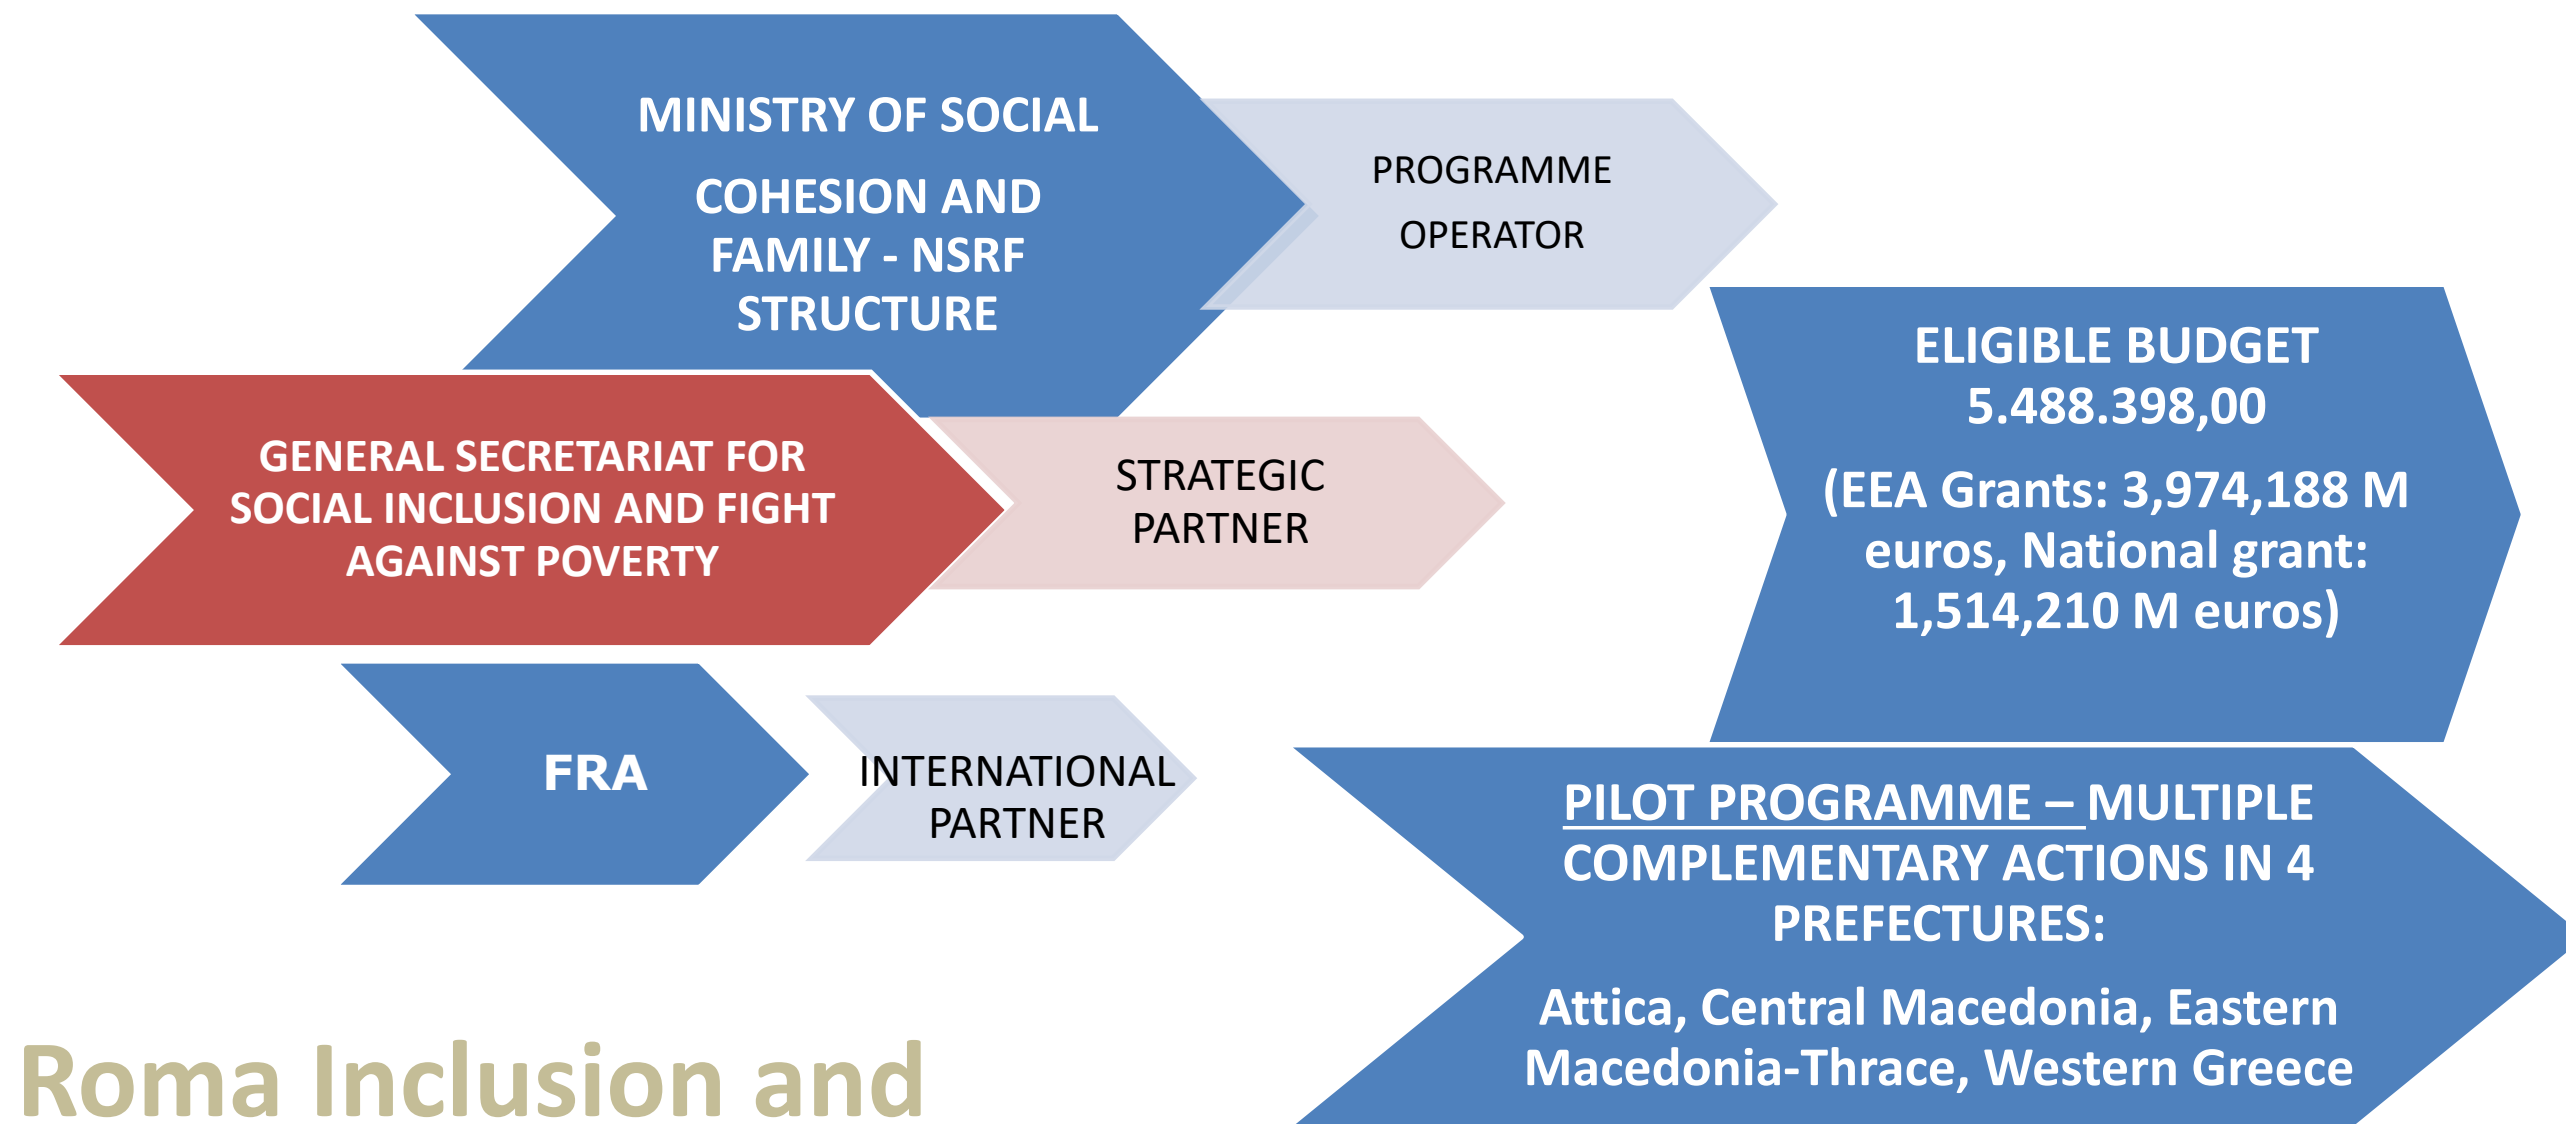 MINISTRY OF SOCIAL
COHESION AND
FAMILY - NSRF
STRUCTURE
PROGRAMME
OPERATOR
GENERAL SECRETARIAT FOR
SOCIAL INCLUSION AND FIGHT
AGAINST POVERTY
STRATEGIC
PARTNER
FRA
INTERNATIONAL
PARTNER
ELIGIBLE BUDGET
5.488.398,00
(EEA Grants: 3,974,188 M
euros, National grant:
1,514,210 M euros)
PILOT PROGRAMME – MULTIPLE
COMPLEMENTARY ACTIONS IN 4
PREFECTURES:
Attica, Central Macedonia, Eastern
Macedonia-Thrace, Western Greece
Roma Inclusion and